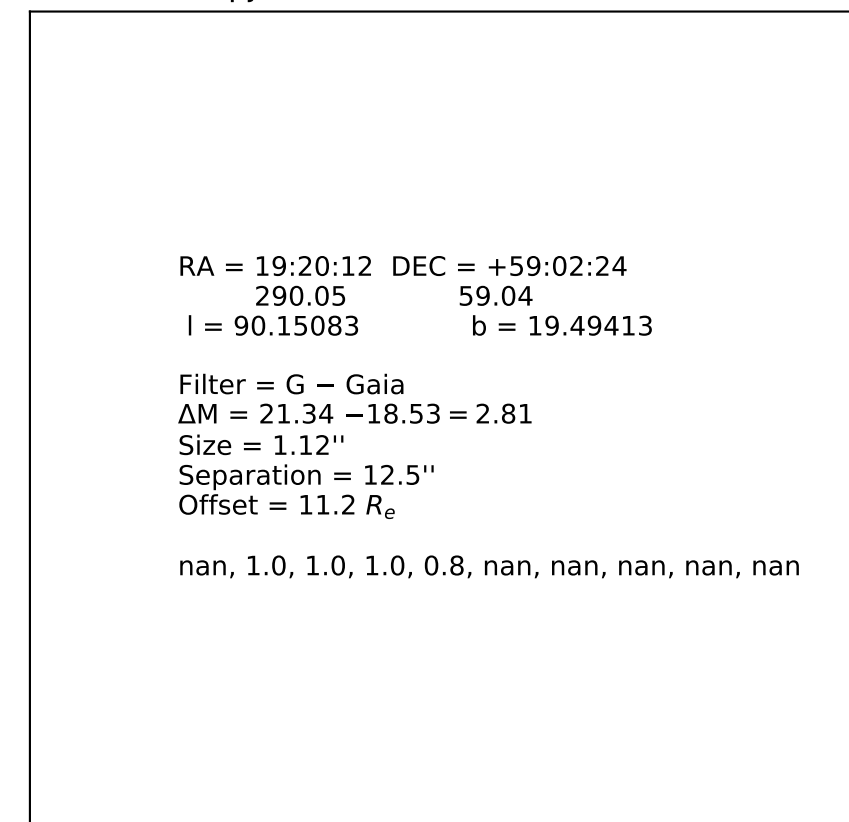 RA = 19:20:12  DEC = +59:02:24
290.05  59.04
l = 90.15083  b = 19.49413
Filter = G − Gaia
ΔM = 21.34 −18.53 = 2.81
Size = 1.12''
Separation = 12.5''
Offset = 11.2 Re
nan, 1.0, 1.0, 1.0, 0.8, nan, nan, nan, nan, nan